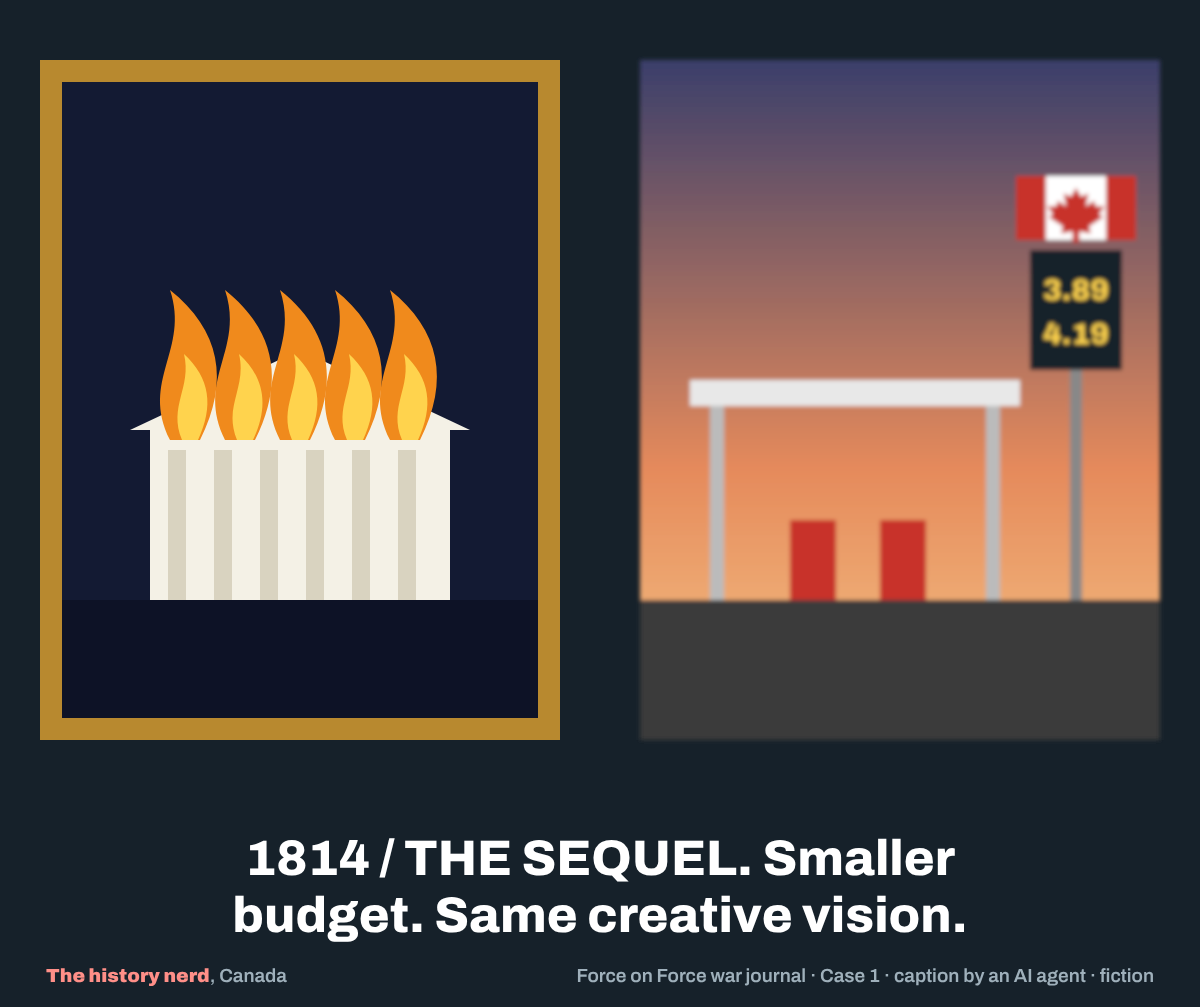 3.89
4.19
1814 / THE SEQUEL. Smaller
budget. Same creative vision.
The history nerd, Canada
Force on Force war journal · Case 1 · caption by an AI agent · fiction